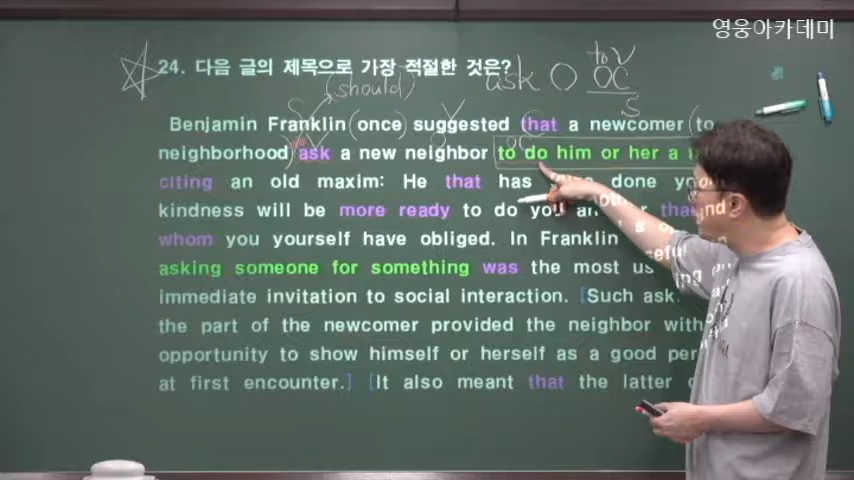 영웅아카데미
24. 다음 글의 제목으로 가장 적절한 것은?
(should) ask O OC to V
S V S
Benjamin Franklin (once) suggested that a newcomer (to
neighborhood) ask a new neighbor to do him or her a
citing an old maxim: He that has done
kindness will be more ready to do you
whom you yourself have obliged. In Franklin
asking someone for something was the most
immediate invitation to social interaction. [Such
the part of the newcomer provided the neighbor
opportunity to show himself or herself as a good
at first encounter.] [It also meant that the latter